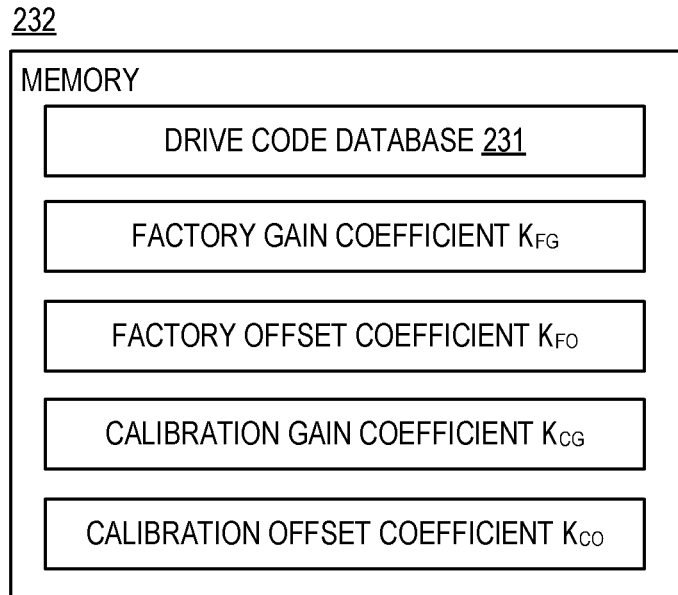 232
MEMORY
DRIVE CODE DATABASE 231
FACTORY GAIN COEFFICIENT KFG
FACTORY OFFSET COEFFICIENT KFO
CALIBRATION GAIN COEFFICIENT KCG
CALIBRATION OFFSET COEFFICIENT KCO